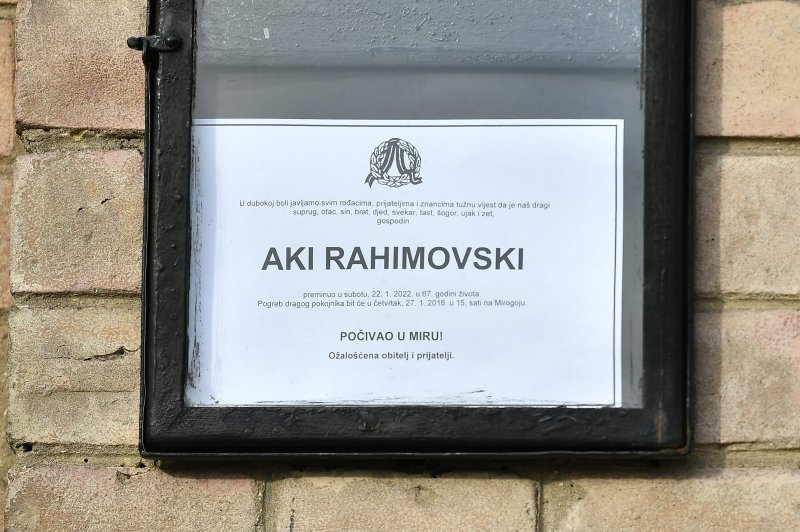 U dubokoj boli javljamo svim rođacima, prijateljima i znancima tužnu vijest da je naš dragi
suprug, otac, sin, brat, djed, svekar, tast, šogor, ujak i zet,
gospodin
AKI RAHIMOVSKI
preminuo u subotu, 22. 1. 2022. u 67. godini života.
Pogreb dragog pokojnika bit će u četvrtak, 27. 1. 2018. u 15, sati na Mirogoju.
POČIVAO U MIRU!
Ožalošćena obitelj i prijatelji.